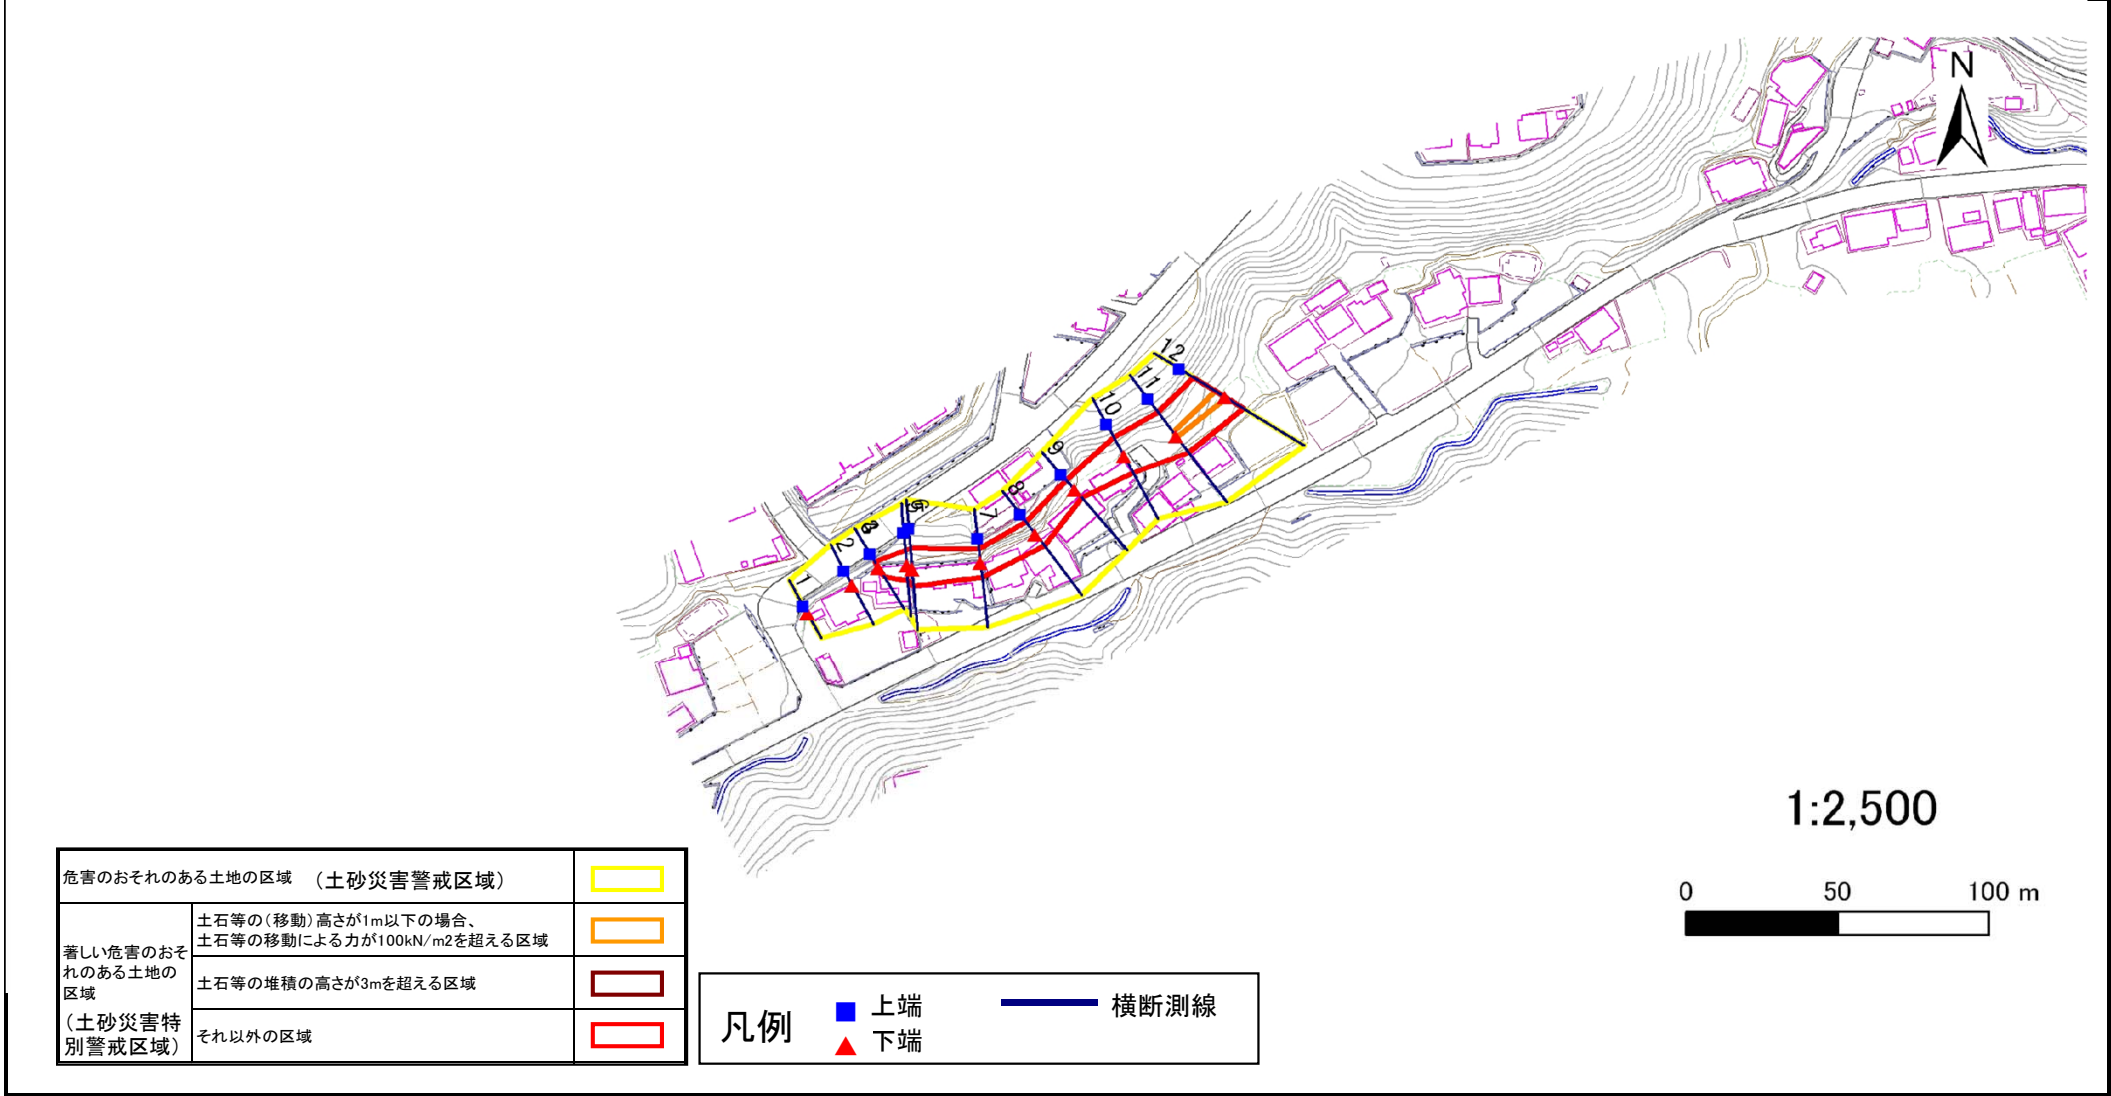 N
12
11
10
9
8
7
6
5
2
1
1:2,500
0 50 100 m
危害のおそれのある土地の区域 （土砂災害警戒区域）
著しい危害のおそ
れのある土地の
区域
（土砂災害特
別警戒区域）
土石等の（移動）高さが1m以下の場合、
土石等の移動による力が100kN/m2を超える区域
土石等の堆積の高さが3mを超える区域
それ以外の区域
凡例
上端
下端
横断測線